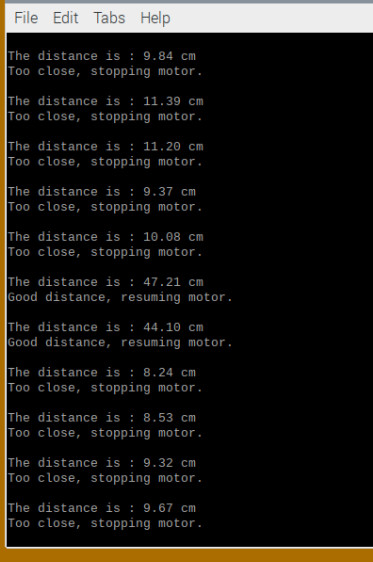 File Edit Tabs Help
The distance is : 9.84 cm
Too close, stopping motor.
The distance is : 11.39 cm
Too close, stopping motor.
The distance is : 11.20 cm
Too close, stopping motor.
The distance is : 9.37 cm
Too close, stopping motor.
The distance is : 10.08 cm
Too close, stopping motor.
The distance is : 47.21 cm
Good distance, resuming motor.
The distance is : 44.10 cm
Good distance, resuming motor.
The distance is : 8.24 cm
Too close, stopping motor.
The distance is : 8.53 cm
Too close, stopping motor.
The distance is : 9.32 cm
Too close, stopping motor.
The distance is : 9.67 cm
Too close, stopping motor.